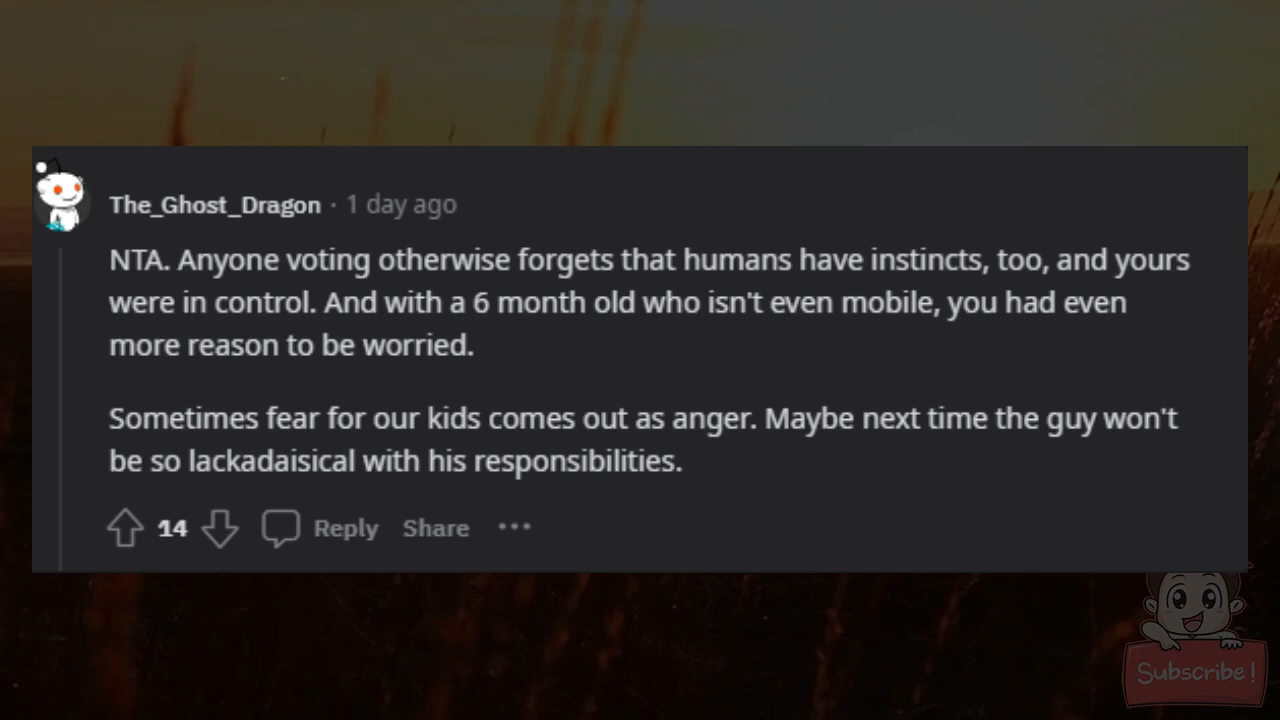 The_Ghost_Dragon · 1 day ago
NTA. Anyone voting otherwise forgets that humans have instincts, too, and yours
were in control. And with a 6 month old who isn't even mobile, you had even
more reason to be worried.
Sometimes fear for our kids comes out as anger. Maybe next time the guy won't
be so lackadaisical with his responsibilities.
14 Reply Share ...
Subscribe!